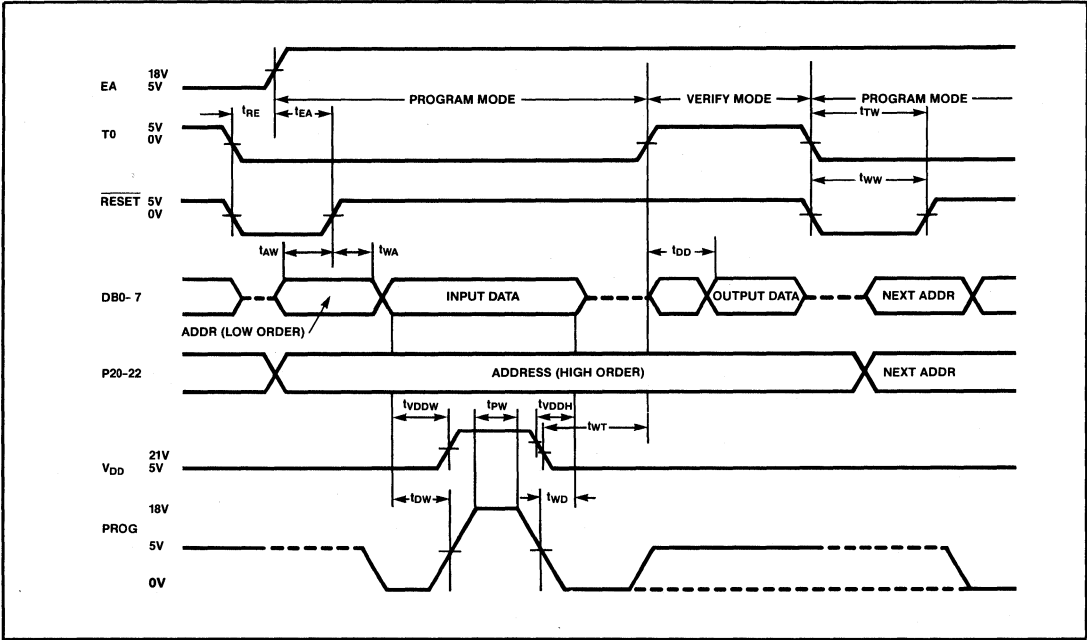 EA 18V
5V
PROGRAM MODE
VERIFY MODE
PROGRAM MODE
tRE
tEA
tTW
T0 5V
0V
tWW
RESET 5V
0V
tAW
tWA
tDD
DB0-7
INPUT DATA
OUTPUT DATA
NEXT ADDR
ADDR (LOW ORDER)
P20-22
ADDRESS (HIGH ORDER)
NEXT ADDR
tVDDW
tPW
tVDDH
tWT
VDD 21V
5V
tDW
tWD
PROG 18V
5V
0V